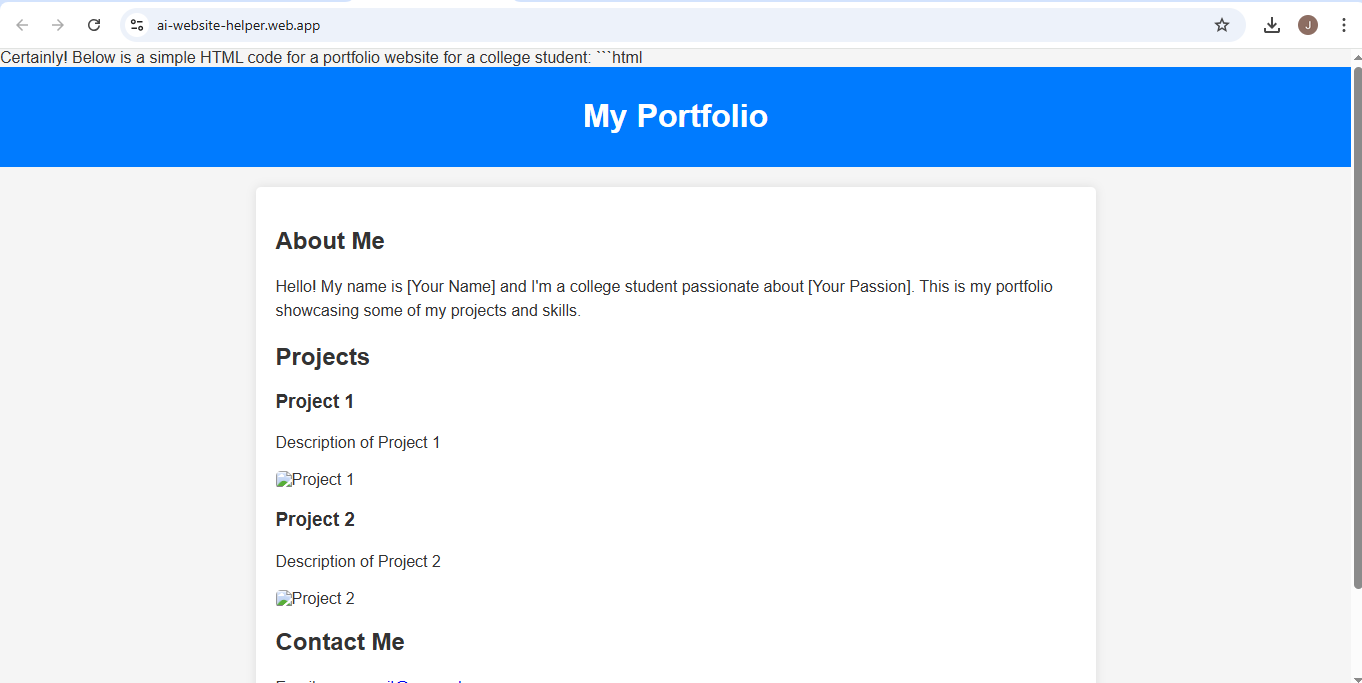 ai-website-helper.web.app
J
Certainly! Below is a simple HTML code for a portfolio website for a college student: ```html
My Portfolio
About Me
Hello! My name is [Your Name] and I'm a college student passionate about [Your Passion]. This is my portfolio
showcasing some of my projects and skills.
Projects
Project 1
Description of Project 1
Project 1
Project 2
Description of Project 2
Project 2
Contact Me